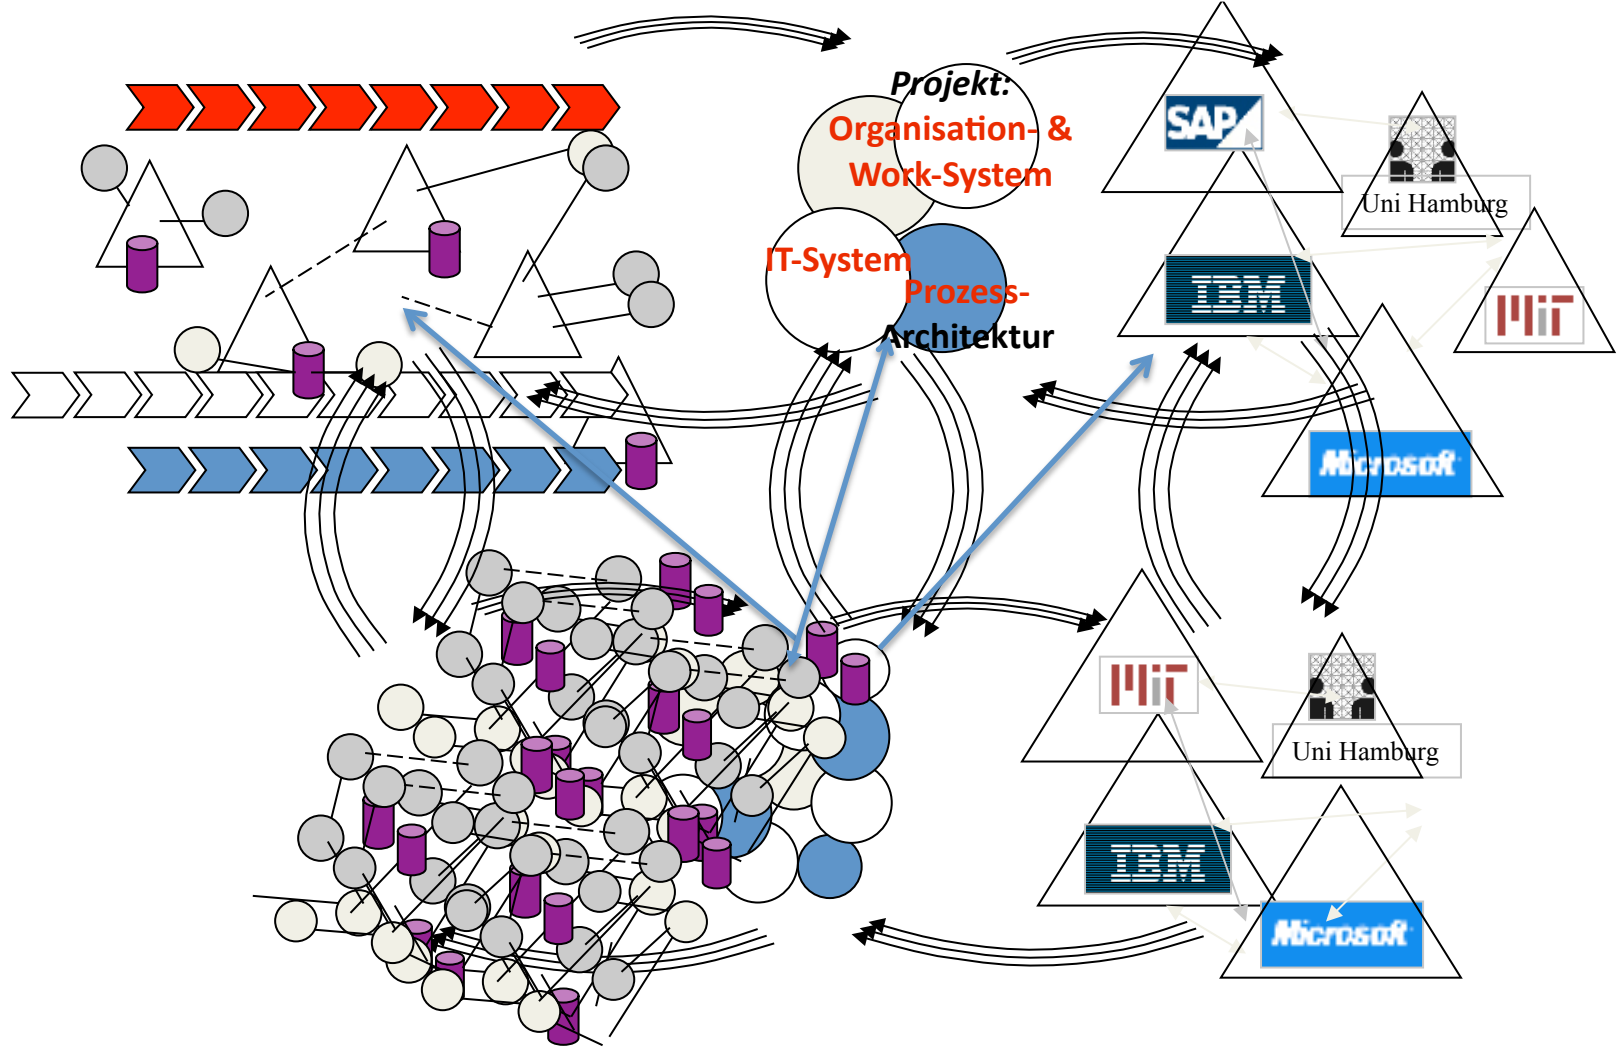 Projekt:
Organisation- &
Work-System
IT-System
Prozess-
Architektur
SAP
Uni Hamburg
IBM
MIT
Microsoft
MIT
Uni Hamburg
IBM
Microsoft